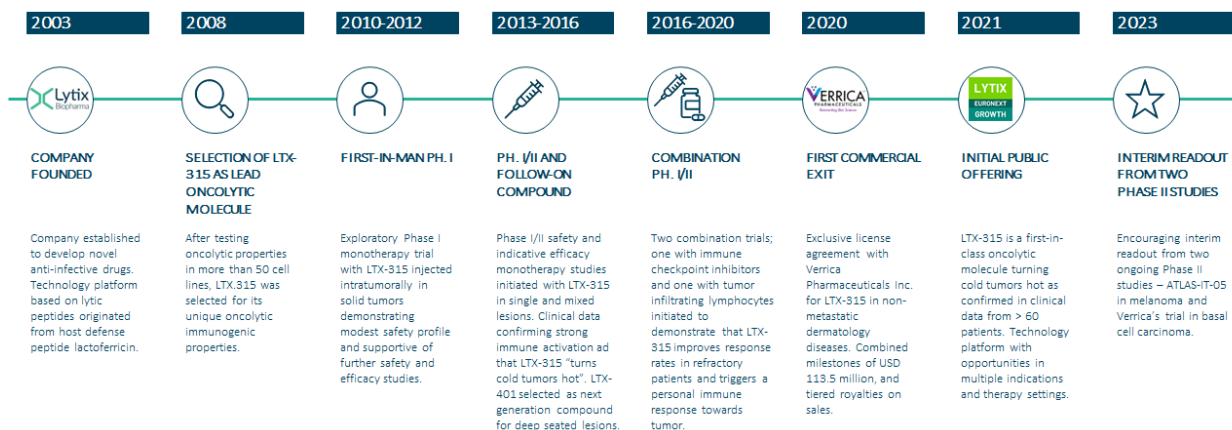 2003
2008
2010-2012
2013-2016
2016-2020
2020
2021
2023
Lytix
Biopharma
VERRICA
PHARMACEUTICALS
LYTIX
EURONEXT
GROWTH
COMPANY
FOUNDED
Company established
to develop novel
anti-infective drugs.
Technology platform
based on lytic
peptides originated
from host defense
peptide lactoferricin.
SELECTION OF LTX-
315 AS LEAD
ONCOLYTIC
MOLECULE
After testing
oncolytic properties
in more than 50 cell
lines, LTX.315 was
selected for its
unique oncolytic
immunogenic
properties.
FIRST-IN-MAN PH. I
Exploratory Phase I
monotherapy trial
with LTX-315 injected
intratumorally in
solid tumors
demonstrating
modest safety profile
and supportive of
further safety and
efficacy studies.
PH. I/II AND
FOLLOW-ON
COMPOUND
Phase I/II safety and
indicative efficacy
monotherapy studies
initiated with LTX-315
in single and mixed
lesions. Clinical data
confirming strong
immune activation ad
that LTX-315 “turns
cold tumors hot”. LTX-
401 selected as next
generation compound
for deep seated lesions.
COMBINATION
PH. I/II
Two combination trials;
one with immune
checkpoint inhibitors
and one with tumor
infiltrating lymphocytes
initiated to
demonstrate that LTX-
315 improves response
rates in refractory
patients and triggers a
personal immune
response towards
tumor.
FIRST COMMERCIAL
EXIT
Exclusive license
agreement with
Verrica
Pharmaceuticals Inc.
for LTX-315 in non-
metastatic
dermatology
diseases. Combined
milestones of USD
113.5 million, and
tiered royalties on
sales.
INITIAL PUBLIC
OFFERING
LTX-315 is a first-in-
class oncolytic
molecule turning
cold tumors hot as
confirmed in clinical
data from > 60
patients. Technology
platform with
opportunities in
multiple indications
and therapy settings.
INTERIM READOUT
FROM TWO
PHASE II STUDIES
Encouraging interim
readout from two
ongoing Phase II
studies – ATLAS-IT-05
in melanoma and
Verrica’s trial in basal
cell carcinoma.